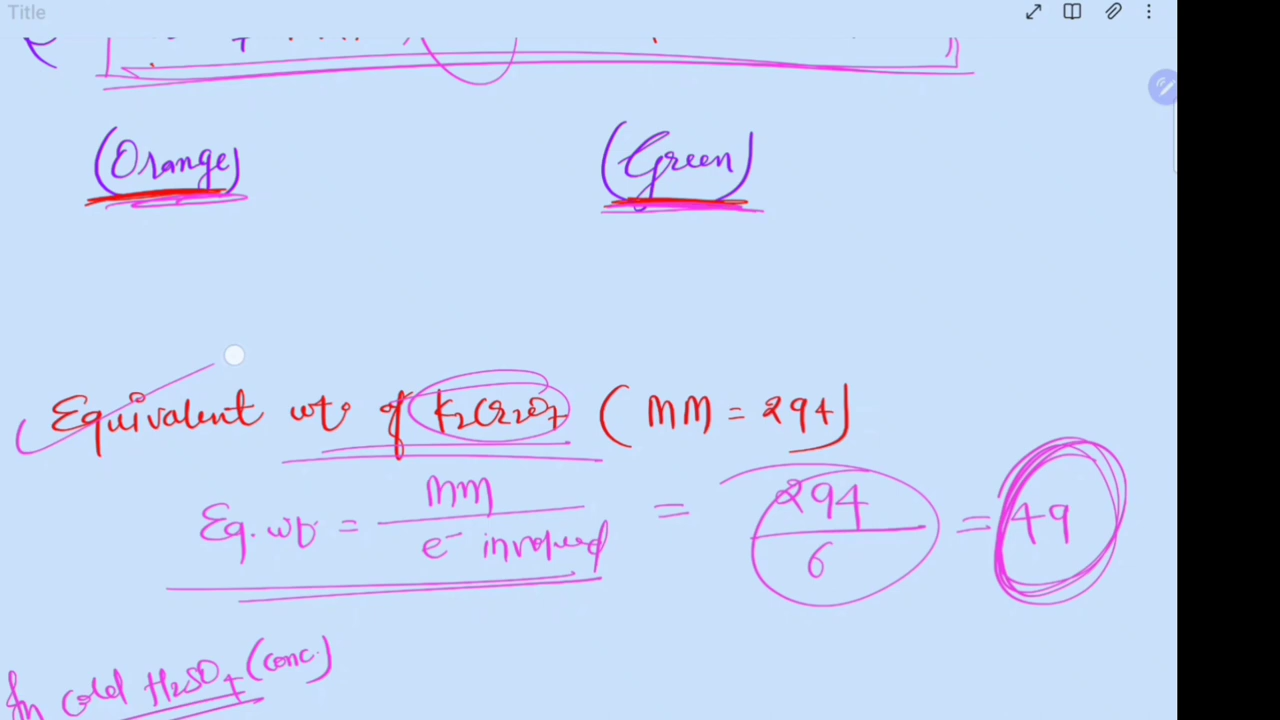 Title
(Orange) (Green)
Equivalent wt. of K2Cr2O7 (MM = 294)
Eq. wt = MM / e- involved = 294 / 6 = 49
In cold H2SO4 (conc.)